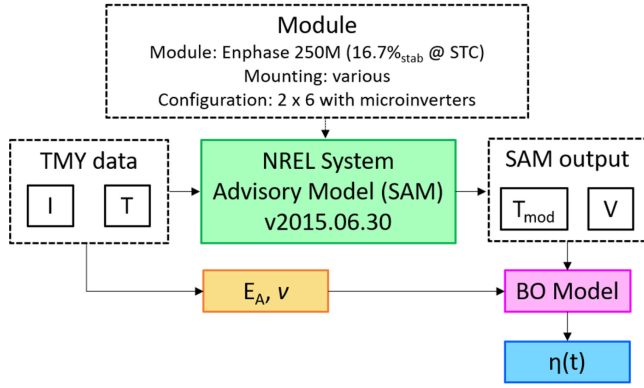 Module
Module: Enphase 250M (16.7%stab @ STC)
Mounting: various
Configuration: 2 x 6 with microinverters
TMY data
I
T
NREL System
Advisory Model (SAM)
v2015.06.30
SAM output
Tmod
V
EA, ν
BO Model
η(t)